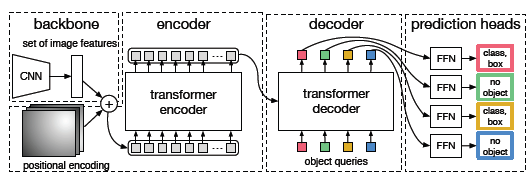 backbone
set of image features
CNN
+
positional encoding
encoder
...
transformer
encoder
...
decoder
transformer
decoder
object queries
prediction heads
FFN
class,
box
FFN
no
object
FFN
class,
box
FFN
no
object